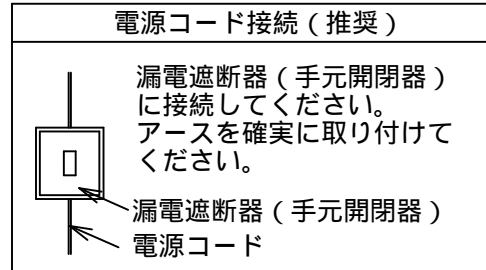 電源コード接続（推奨）
漏電遮断器（手元開閉器）
に接続してください。
アースを確実に取り付けて
ください。
漏電遮断器（手元開閉器）
電源コード